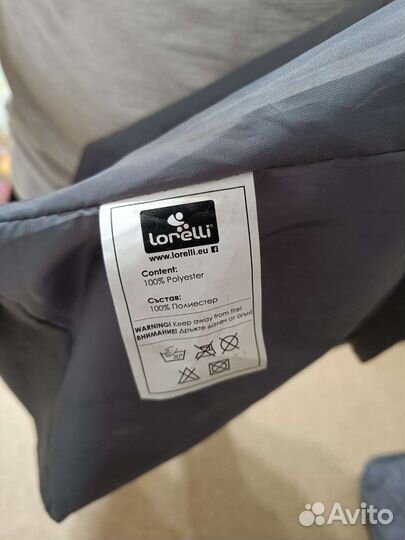 lorelli
www.lorelli.eu
Content:
100% Polyester
Състав:
100% Полиестер
WARNING! Keep away from fire!
ВНИМАНИЕ! Дръжте далеч от огън!
30°
Avito